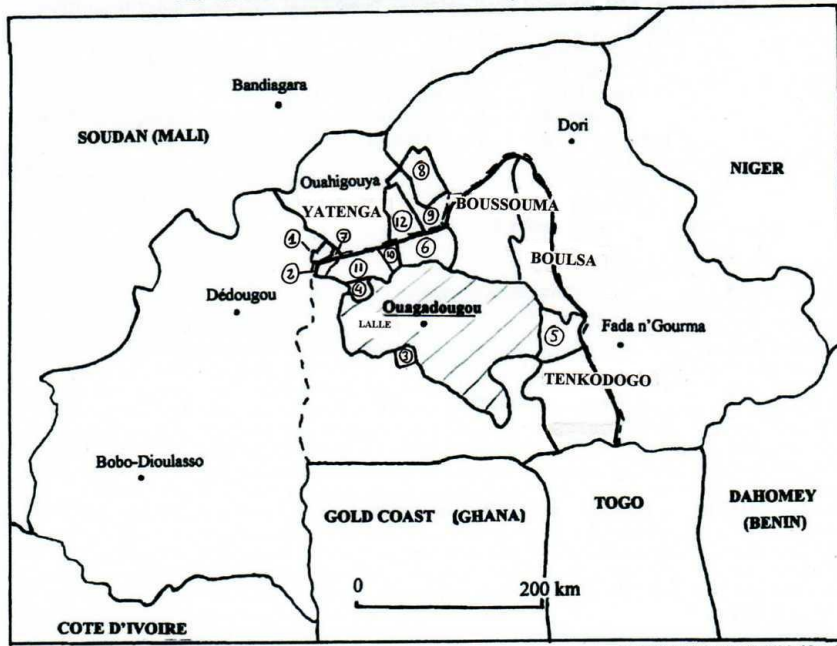 Bandiagara
SOUDAN (MALI)
Dori
NIGER
Ouahigouya
YATENGA
⑧
⑫
⑨
BOUSSOUMA
①
⑦
②
⑪
⑩
⑥
BOULSA
④
Dédougou
Ouagadougou
LALLE
③
⑤
Fada n'Gourma
TENKODOGO
Bobo-Dioulasso
GOLD COAST (GHANA)
TOGO
DAHOMEY
(BENIN)
0 200 km
COTE D'IVOIRE